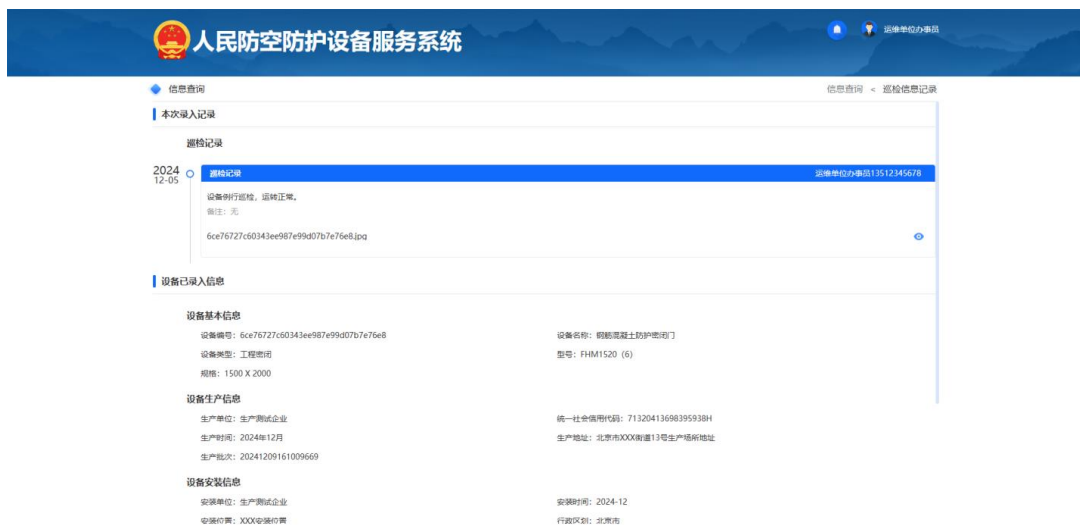 人民防空防护设备服务系统
运维单位办事员
信息查询
信息查询 < 巡检信息记录
本次录入记录
巡检记录
2024
12-05
巡检记录
运维单位办事员13512345678
设备例行巡检，运转正常。
备注：无
6ce76727c60343ee987e99d07b7e76e8.jpg
设备已录入信息
设备基本信息
设备编号：6ce76727c60343ee987e99d07b7e76e8
设备名称：钢筋混凝土防护密闭门
设备类型：工程密闭
型号：FHM1520（6）
规格：1500 X 2000
设备生产信息
生产单位：生产测试企业
统一社会信用代码：71320413698395938H
生产时间：2024年12月
生产地址：北京市XXX街道13号生产场所地址
生产批次：20241209161009669
设备安装信息
安装单位：生产测试企业
安装时间：2024-12
安装位置：XXX安装位置
行政区划：北京市